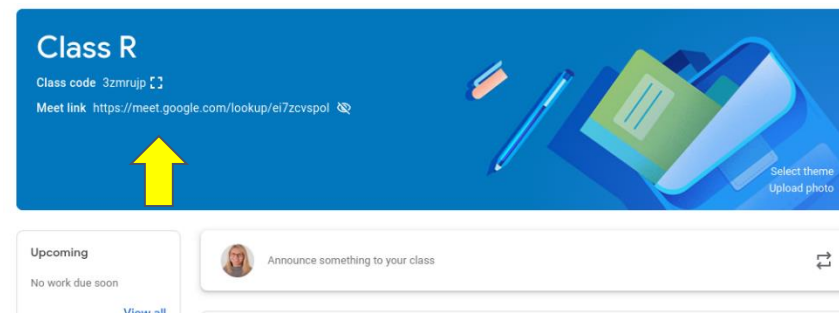 Class R
Class code 3zmrujp
Meet link https://meet.google.com/lookup/ei7zcvspol
Select theme
Upload photo
Upcoming
No work due soon
View all
Announce something to your class